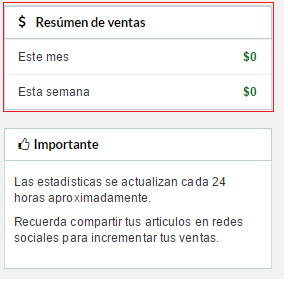 $ Resúmen de ventas
Este mes $0
Esta semana $0
Importante
Las estadisticas se actualizan cada 24
horas aproximadamente.
Recuerda compartir tus articulos en redes
sociales para incrementar tus ventas.